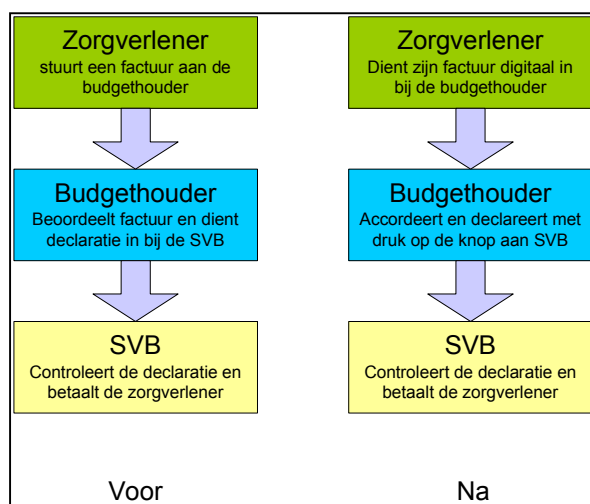 Zorgverlener
stuurt een factuur aan de
budgethouder
Budgethouder
Beoordeelt factuur en dient
declaratie in bij de SVB
SVB
Controleert de declaratie en
betaalt de zorgverlener
Voor
Zorgverlener
Dient zijn factuur digitaal in
bij de budgethouder
Budgethouder
Accordeert en declareert met
druk op de knop aan SVB
SVB
Controleert de declaratie en
betaalt de zorgverlener
Na